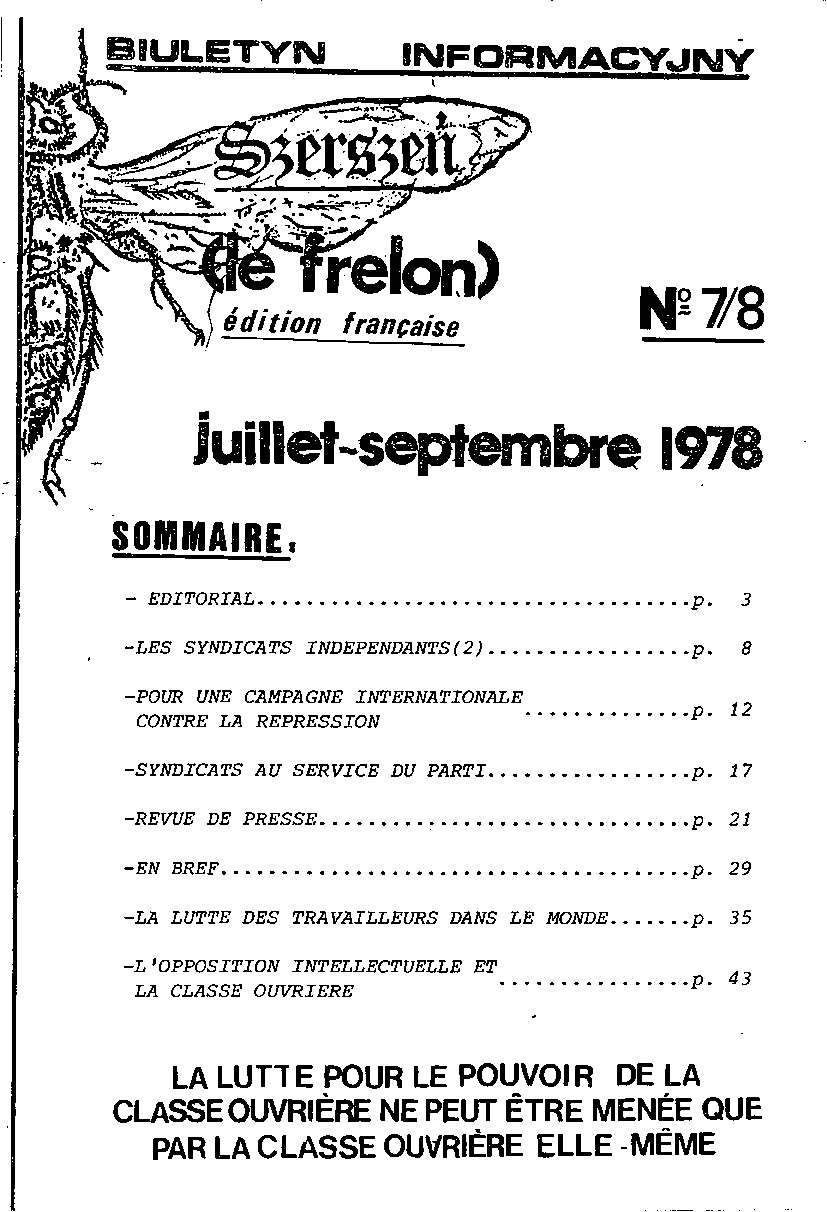 BIULETYN INFORMACYJNY
Szerszeń
(le frelon)
édition française
Nº 7/8
juillet-septembre 1978
SOMMAIRE:
- EDITORIAL....................................p. 3
-LES SYNDICATS INDEPENDANTS(2).................p. 8
-POUR UNE CAMPAGNE INTERNATIONALE
CONTRE LA REPRESSION ..............p. 12
-SYNDICATS AU SERVICE DU PARTI.................p. 17
-REVUE DE PRESSE...............................p. 21
-EN BREF.......................................p. 29
-LA LUTTE DES TRAVAILLEURS DANS LE MONDE.......p. 35
-L'OPPOSITION INTELLECTUELLE ET
LA CLASSE OUVRIERE ................p. 43
LA LUTTE POUR LE POUVOIR DE LA
CLASSE OUVRIÈRE NE PEUT ÊTRE MENÉE QUE
PAR LA CLASSE OUVRIÈRE ELLE-MÊME